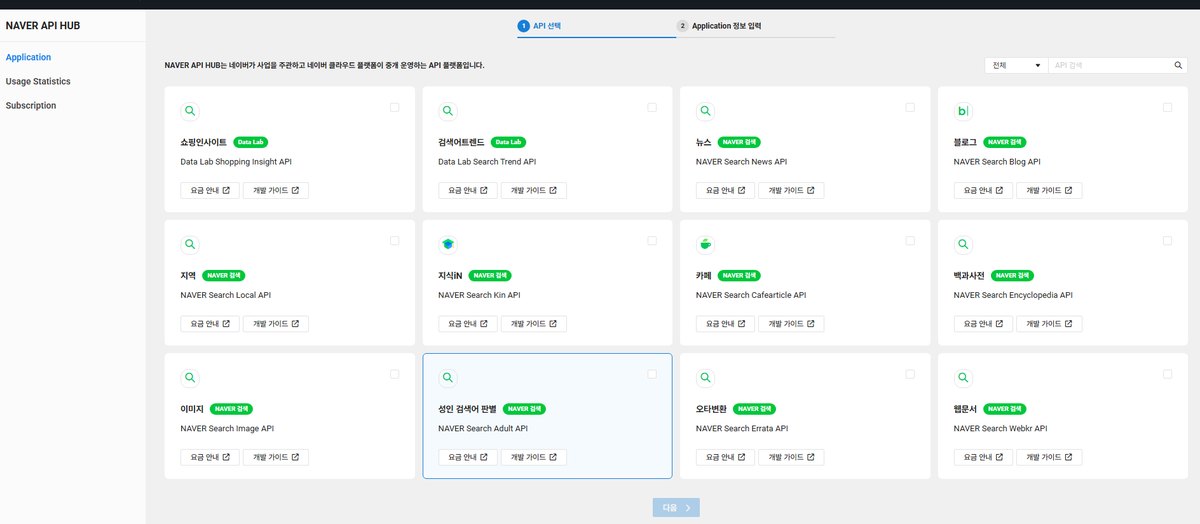 NAVER API HUB
Application
Usage Statistics
Subscription
1 API 선택
2 Application 정보 입력
NAVER API HUB는 네이버가 사업을 주관하고 네이버 클라우드 플랫폼이 중개 운영하는 API 플랫폼입니다.
전체
API 검색
쇼핑인사이트 Data Lab
Data Lab Shopping Insight API
요금 안내 개발 가이드
검색어트렌드 Data Lab
Data Lab Search Trend API
요금 안내 개발 가이드
뉴스 NAVER 검색
NAVER Search News API
요금 안내 개발 가이드
b
블로그 NAVER 검색
NAVER Search Blog API
요금 안내 개발 가이드
지역 NAVER 검색
NAVER Search Local API
요금 안내 개발 가이드
지식iN NAVER 검색
NAVER Search Kin API
요금 안내 개발 가이드
카페 NAVER 검색
NAVER Search Cafearticle API
요금 안내 개발 가이드
백과사전 NAVER 검색
NAVER Search Encyclopedia API
요금 안내 개발 가이드
이미지 NAVER 검색
NAVER Search Image API
요금 안내 개발 가이드
성인 검색어 판별 NAVER 검색
NAVER Search Adult API
요금 안내 개발 가이드
오타변환 NAVER 검색
NAVER Search Errata API
요금 안내 개발 가이드
웹문서 NAVER 검색
NAVER Search Webkr API
요금 안내 개발 가이드
다음